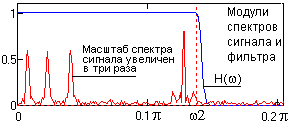 1
0.5
0
Модули
спектров
сигнала и
фильтра
Масштаб спектра
сигнала увеличен
в три раза
H(ω)
0
0.1π
ω2
0.2π